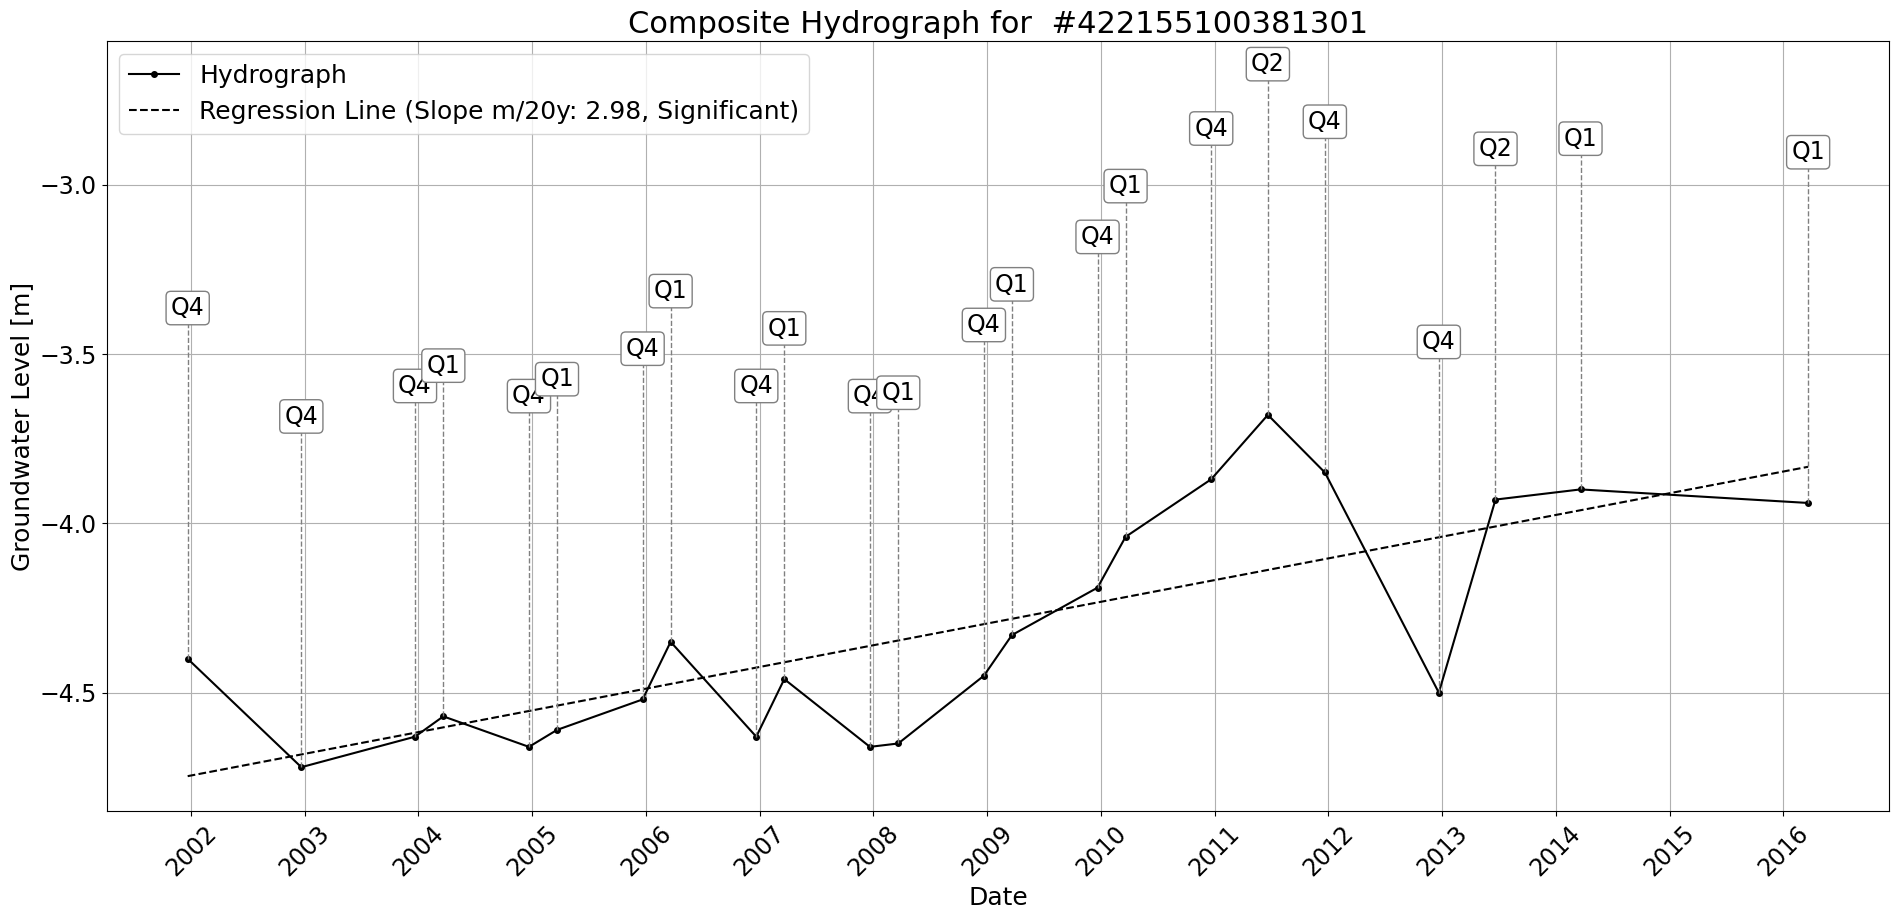 Composite Hydrograph for  #422155100381301
Hydrograph
Regression Line (Slope m/20y: 2.98, Significant)
Q4
Q4
Q4
Q1
Q4
Q1
Q4
Q1
Q4
Q1
Q4
Q1
Q4
Q1
Q4
Q1
Q4
Q2
Q4
Q4
Q2
Q1
Q1
Groundwater Level [m]
−3.0
−3.5
−4.0
−4.5
2002
2003
2004
2005
2006
2007
2008
2009
2010
2011
2012
2013
2014
2015
2016
Date